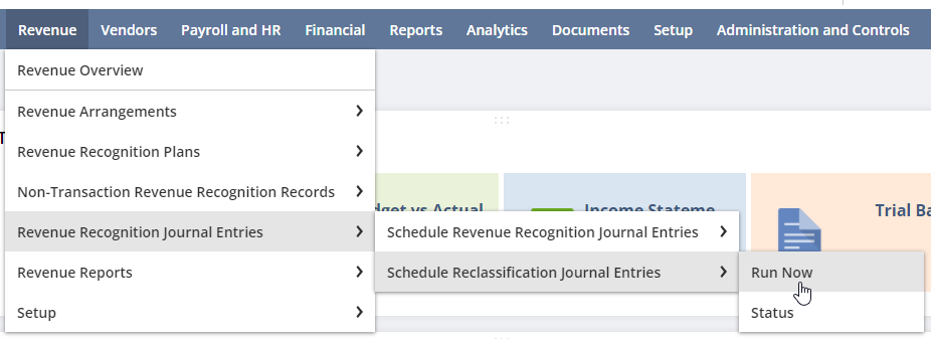 Revenue Vendors Payroll and HR Financial Reports Analytics Documents Setup Administration and Controls
Revenue Overview
Revenue Arrangements
Revenue Recognition Plans
Non-Transaction Revenue Recognition Records
Revenue Recognition Journal Entries
Revenue Reports
Setup
Schedule Revenue Recognition Journal Entries
Schedule Reclassification Journal Entries
Run Now
Status
vs Actual
Income Stateme
Trial Ba